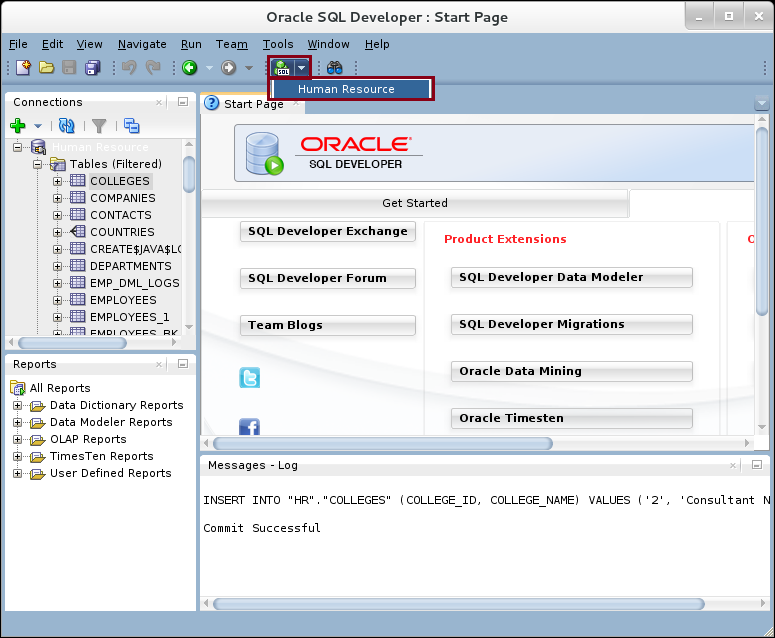 Oracle SQL Developer : Start Page
File Edit View Navigate Run Team Tools Window Help
SQL
Human Resource
Connections
Start Page
Human Resource
Tables (Filtered)
COLLEGES
COMPANIES
CONTACTS
COUNTRIES
CREATE$JAVA$LO
DEPARTMENTS
EMP_DML_LOGS
EMPLOYEES
EMPLOYEES_1
EMPLOYEES_BK
ORACLE
SQL DEVELOPER
Get Started
SQL Developer Exchange
SQL Developer Forum
Team Blogs
Product Extensions
SQL Developer Data Modeler
SQL Developer Migrations
Oracle Data Mining
Oracle Timesten
Reports
All Reports
Data Dictionary Reports
Data Modeler Reports
OLAP Reports
TimesTen Reports
User Defined Reports
Messages - Log
INSERT INTO "HR"."COLLEGES" (COLLEGE_ID, COLLEGE_NAME) VALUES ('2', 'Consultant N
Commit Successful